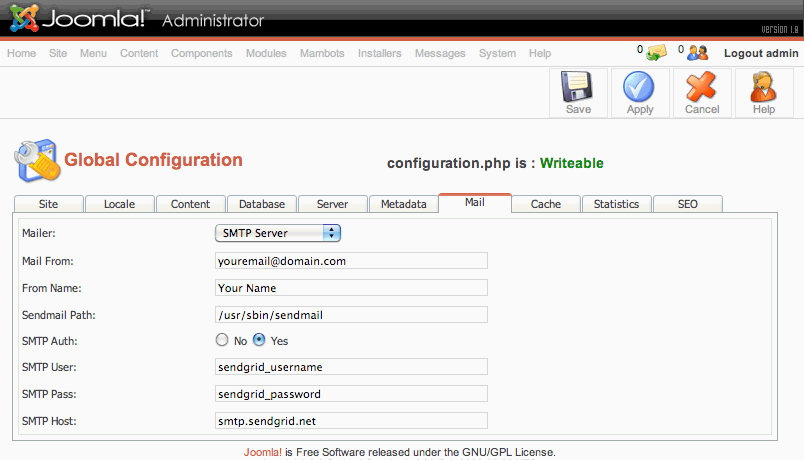 Joomla!™ Administrator
version 1.0
Home Site Menu Content Components Modules Mambots Installers Messages System Help 0 0 Logout admin
Save Apply Cancel Help
Global Configuration configuration.php is : Writeable
Site Locale Content Database Server Metadata Mail Cache Statistics SEO
Mailer: SMTP Server
Mail From: youremail@domain.com
From Name: Your Name
Sendmail Path: /usr/sbin/sendmail
SMTP Auth: No Yes
SMTP User: sendgrid_username
SMTP Pass: sendgrid_password
SMTP Host: smtp.sendgrid.net
Joomla! is Free Software released under the GNU/GPL License.